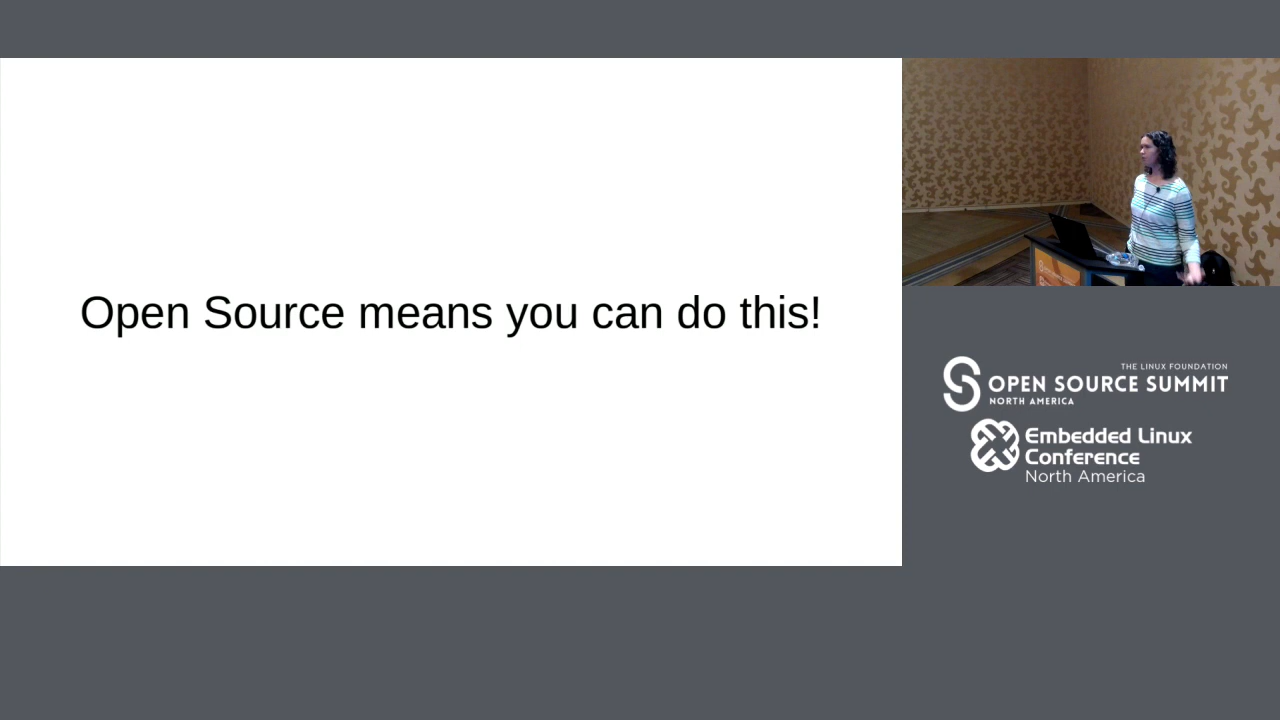 Open Source means you can do this!
THE LINUX FOUNDATION
OPEN SOURCE SUMMIT
NORTH AMERICA
Embedded Linux
Conference
North America